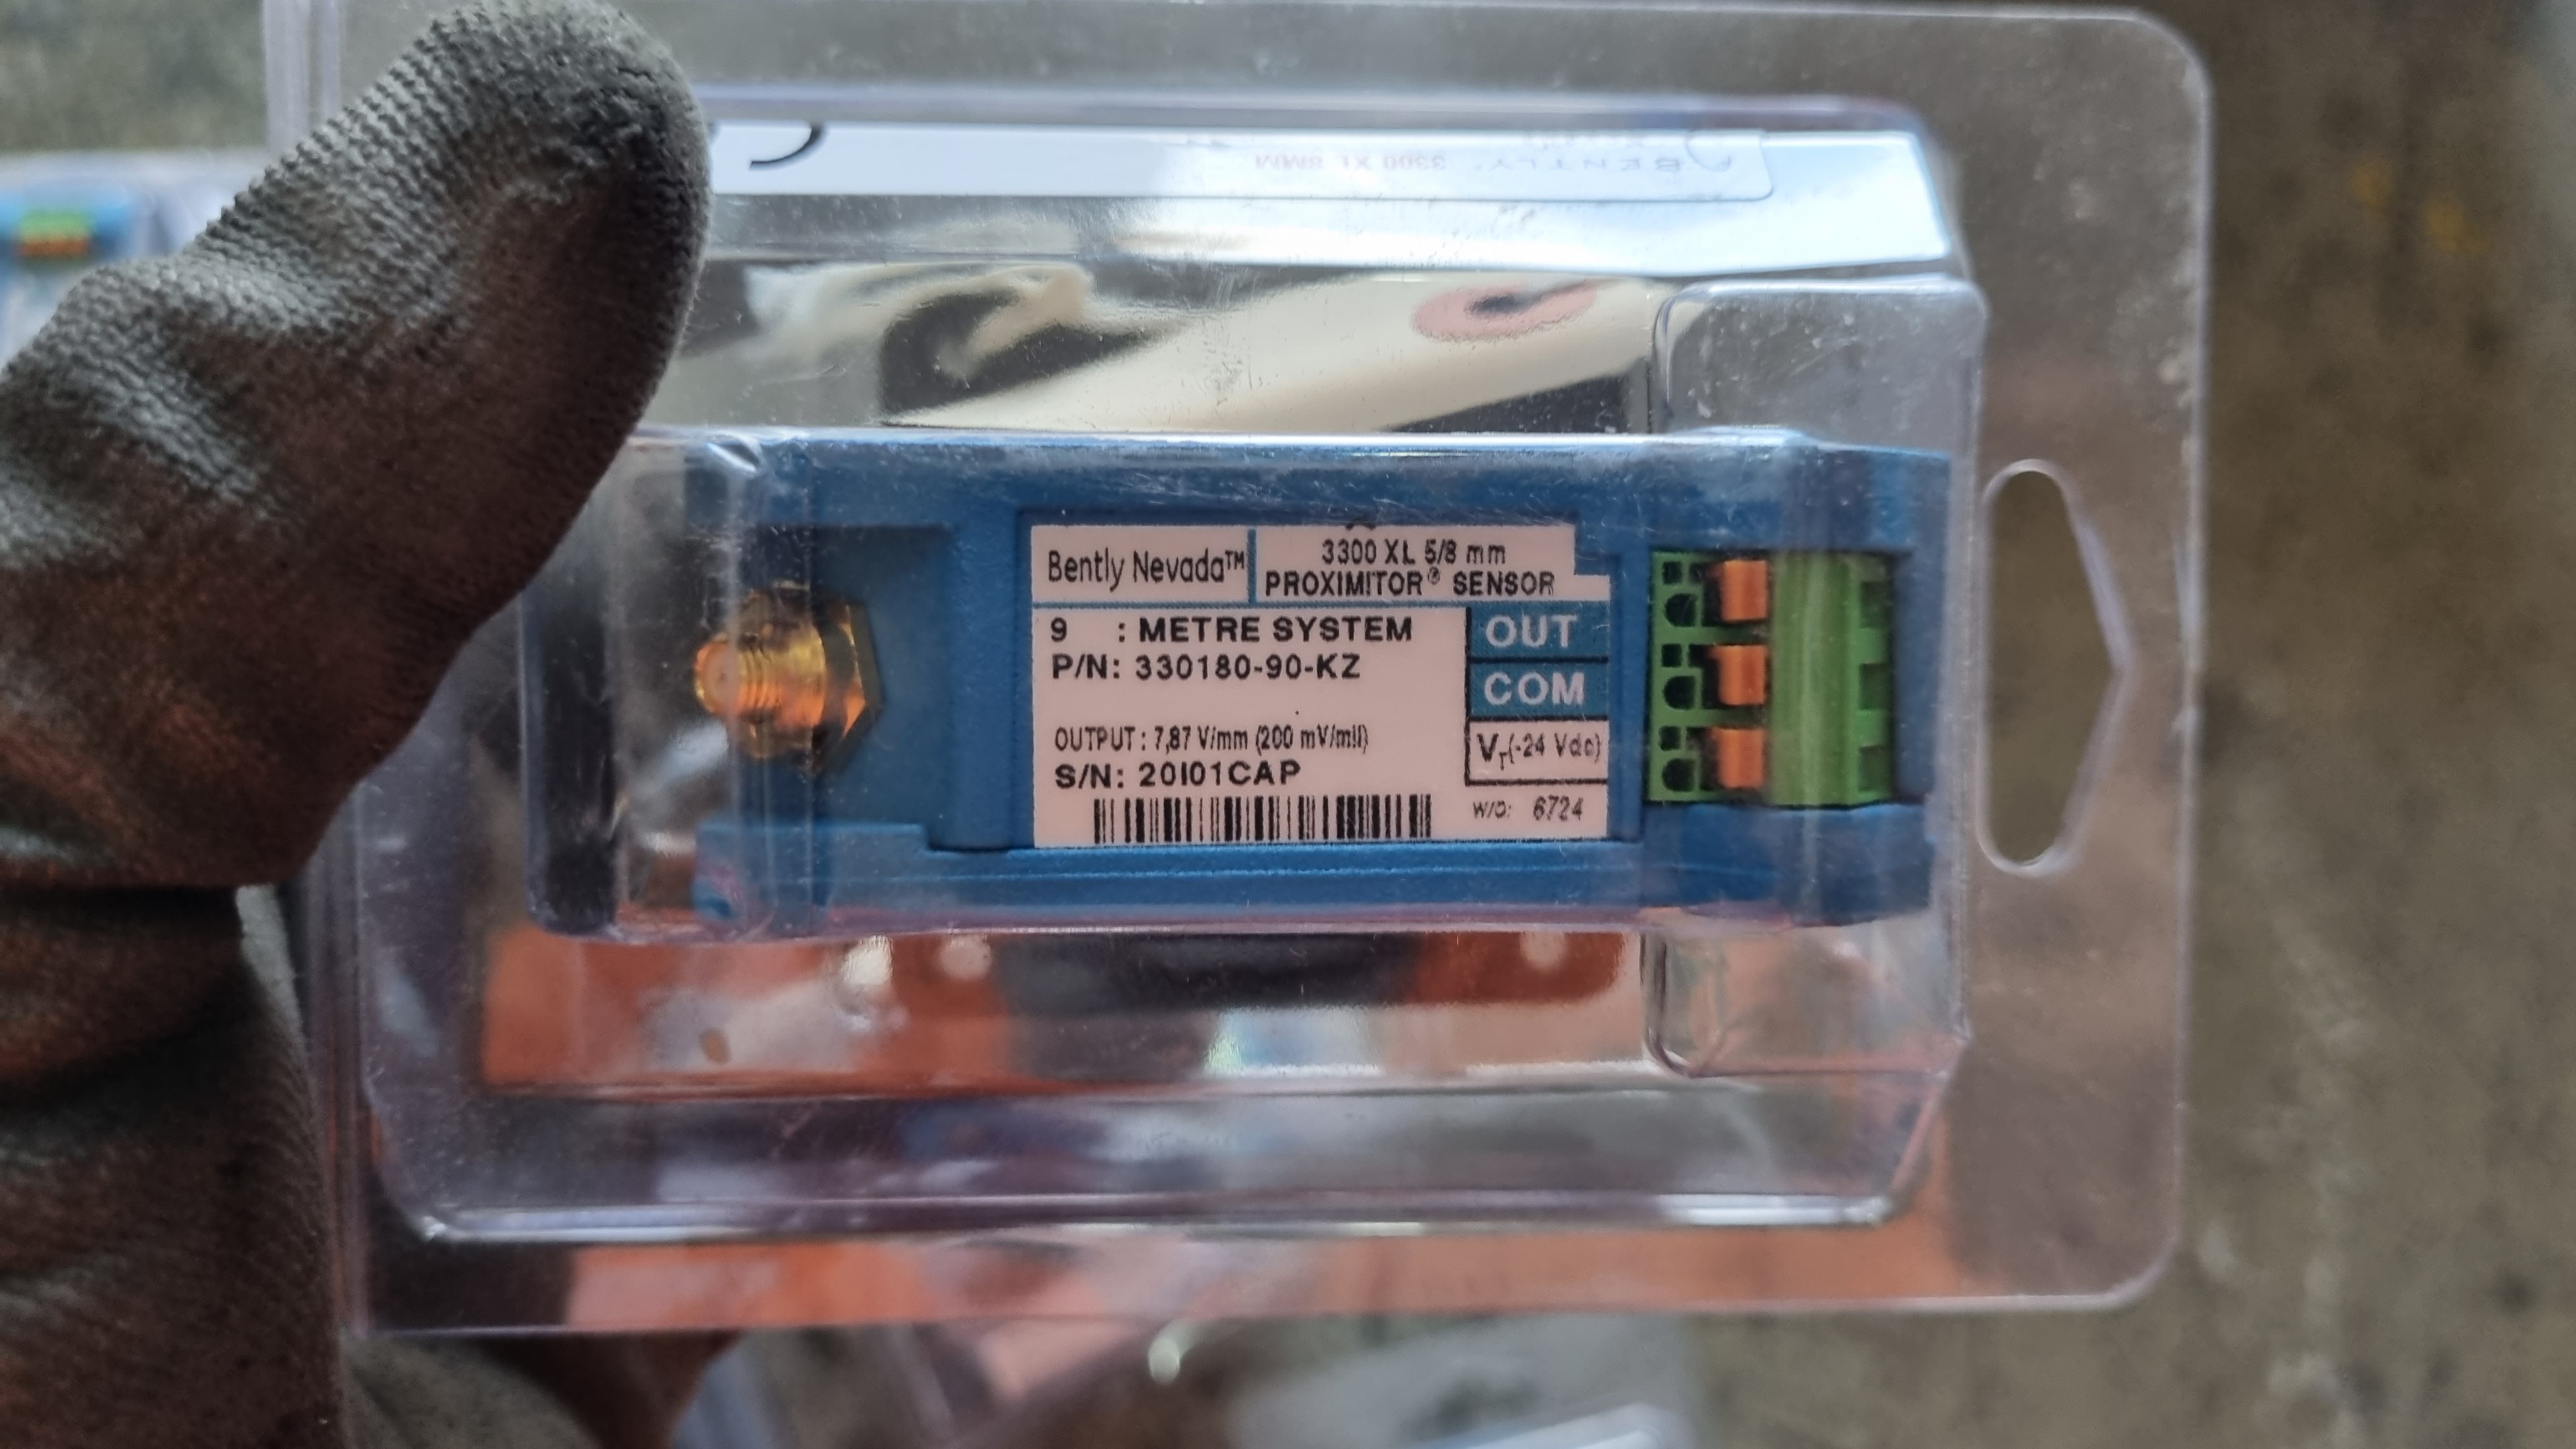 Bently Nevada™
3300 XL 5/8 mm
PROXIMITOR® SENSOR
9 : METRE SYSTEM
P/N: 330180-90-KZ
OUTPUT : 7,87 V/mm (200 mV/mil)
S/N: 20I01CAP
OUT
COM
VT(-24 Vdc)
W/O: 6724
BENTLY 3300 XL 8MM